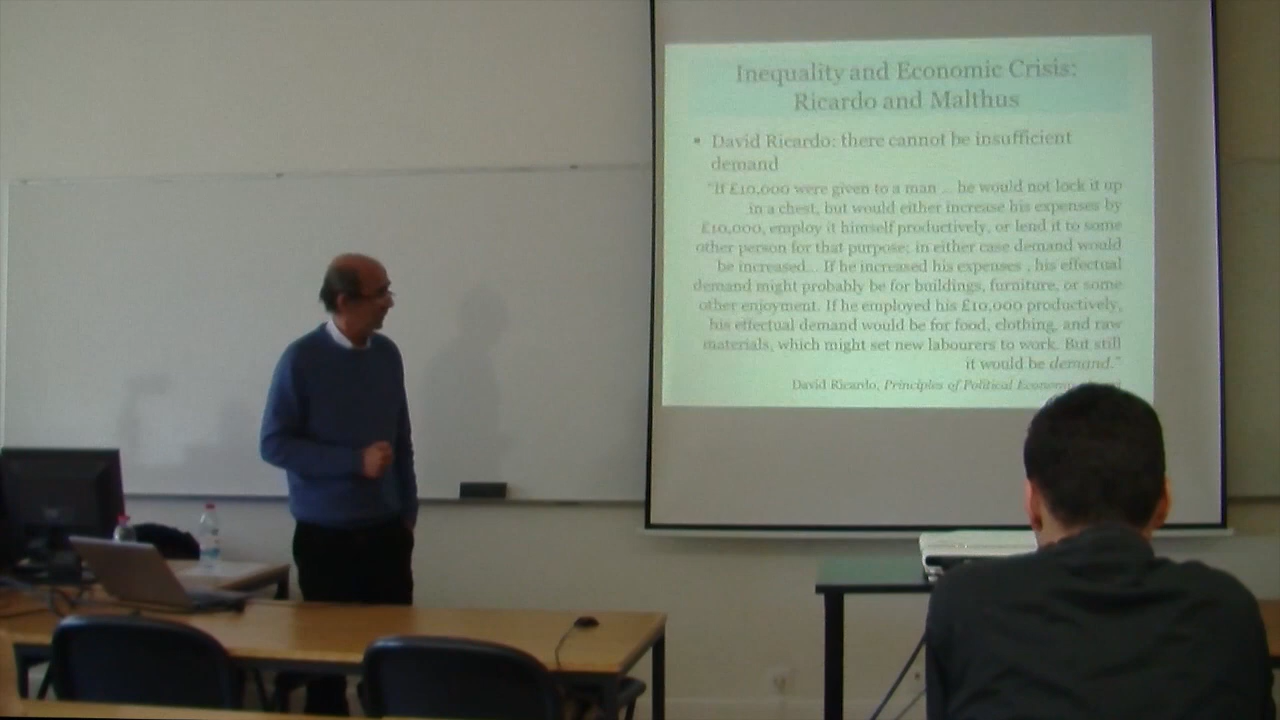 Inequality and Economic Crisis:
Ricardo and Malthus
▪ David Ricardo: there cannot be insufficient
demand
"If £10,000 were given to a man ... he would not lock it up
in a chest, but would either increase his expenses by
£10,000, employ it himself productively, or lend it to some
other person for that purpose; in either case demand would
be increased... If he increased his expenses , his effectual
demand might probably be for buildings, furniture, or some
other enjoyment. If he employed his £10,000 productively,
his effectual demand would be for food, clothing, and raw
materials, which might set new labourers to work. But still
it would be demand."
David Ricardo, Principles of Political